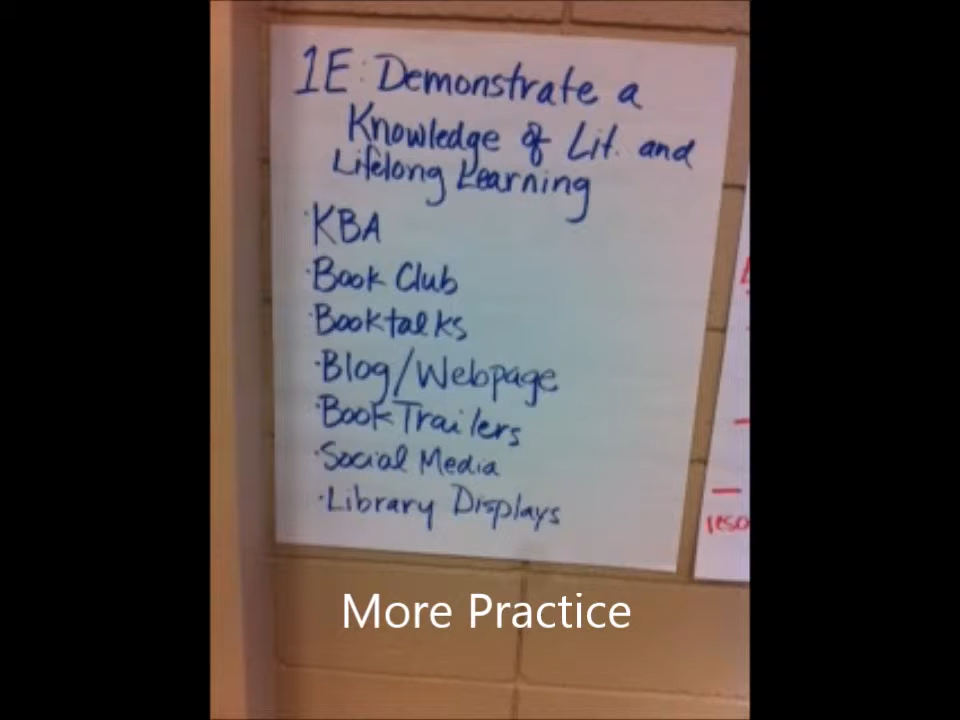 1E: Demonstrate a
Knowledge of Lit. and
Lifelong Learning
·KBA
·Book Club
·Booktalks
·Blog/Webpage
·Book Trailers
·Social Media
·Library Displays
More Practice